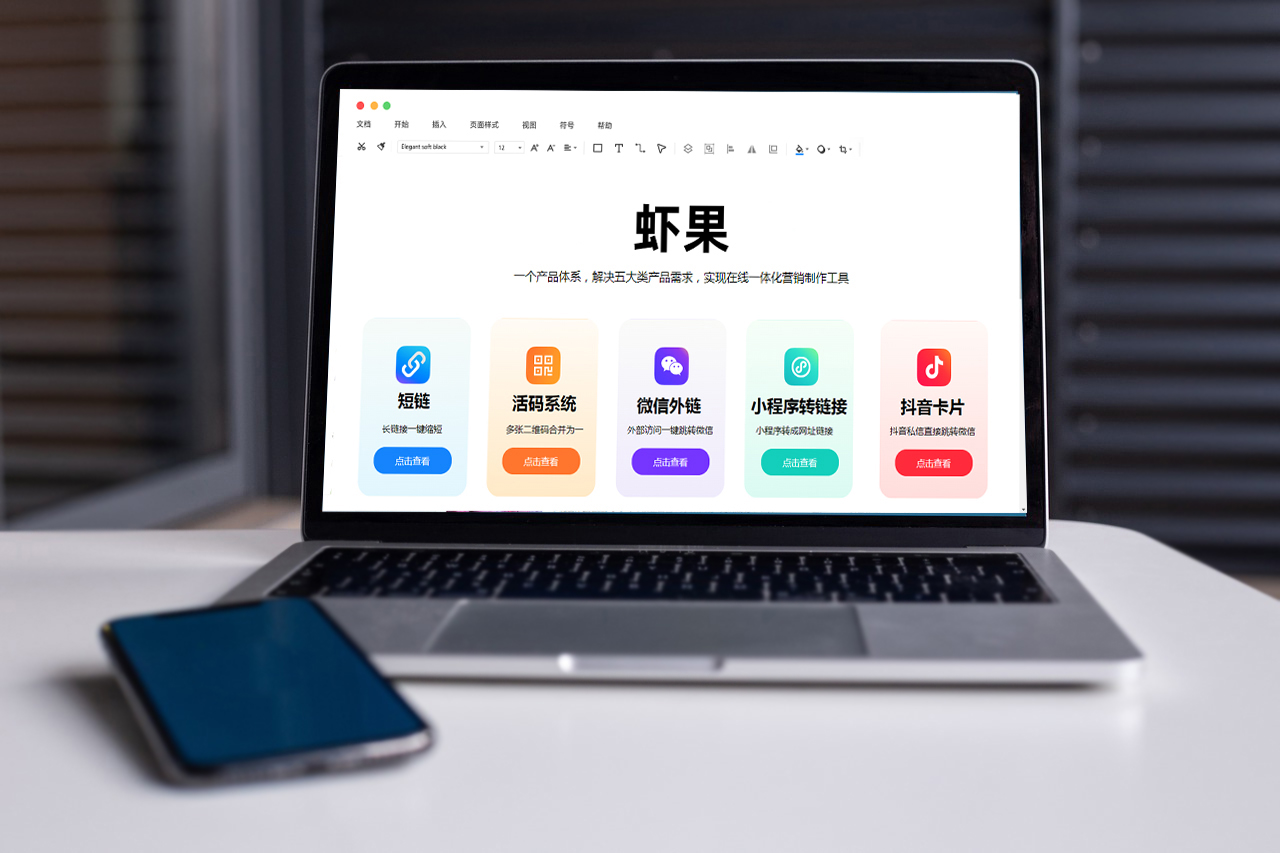 文档 开始 插入 页面样式 视图 符号 帮助
Elegant soft black 12 A+ A-
虾果
一个产品体系，解决五大类产品需求，实现在线一体化营销制作工具
短链 活码系统 微信外链 小程序转链接 抖音卡片
长链接一键缩短 多张二维码合并为一 外部访问一键跳转微信 小程序转成网址链接 抖音私信直接跳转微信
点击查看 点击查看 点击查看 点击查看 点击查看